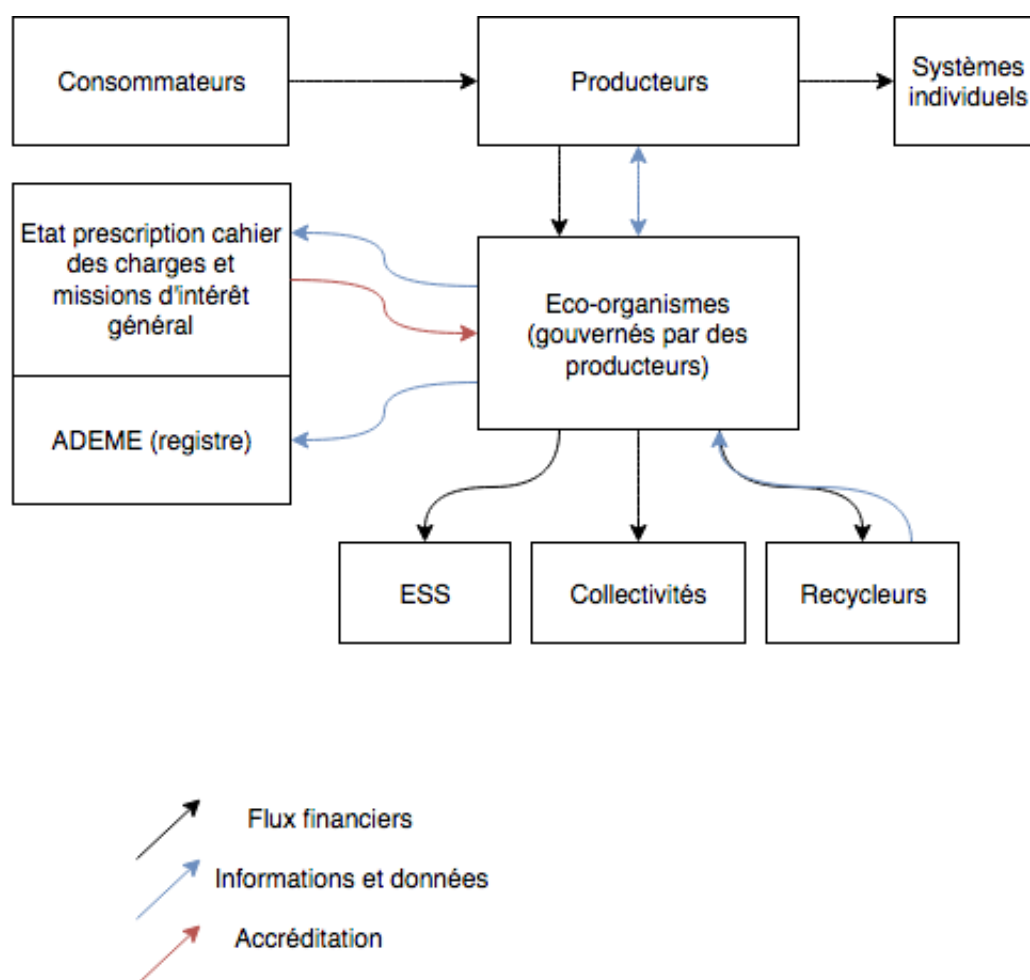 Consommateurs
Producteurs
Systèmes
individuels
Etat prescription cahier
des charges et
missions d'intérêt
général
Eco-organismes
(gouvernés par des
producteurs)
ADEME (registre)
ESS
Collectivités
Recycleurs
Flux financiers
Informations et données
Accréditation